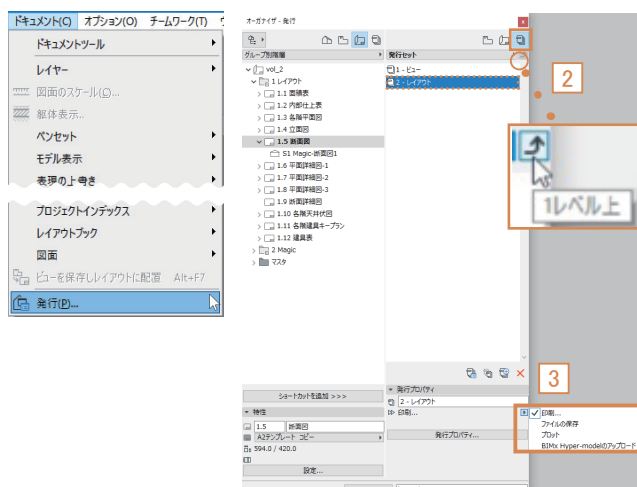 ドキュメント(C) オプション(O) チームワーク(T)
ドキュメントツール
レイヤー
図面のスケール(Q)...
躯体表示...
ペンセット
モデル表示
表現の上書き
プロジェクトインデックス
レイアウトブック
図面
ビューを保存しレイアウトに配置 Alt+F7
発行(P)...
オーガナイザ - 発行
グループ別階層
vol_2
1 レイアウト
1.1 面積表
1.2 内部仕上表
1.3 各階平面図
1.4 立面図
1.5 断面図
S1 Magic-断面図1
1.6 平面詳細図-1
1.7 平面詳細図-2
1.8 平面詳細図-3
1.9 断面詳細図
1.10 各階天井伏図
1.11 各階建具キープラン
1.12 建具表
2 Magic
マスタ
ショートカットを追加 >>>
特性
1.5 断面図
A2テンプレート コピー
594.0 / 420.0
設定...
発行セット
1 - ビュー
2 - レイアウト
発行プロパティ
2 - レイアウト
印刷...
発行プロパティ...
2
1レベル上
3
印刷...
ファイルの保存
プロット
BIMx Hyper-modelのアップロード